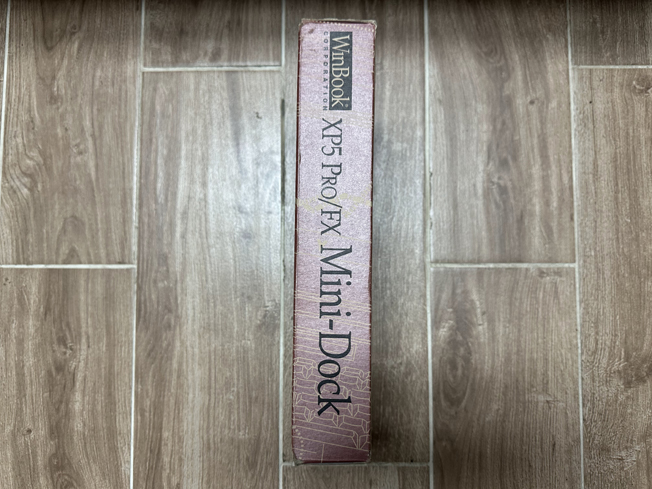 WinBook
CORPORATION
XP5 PRO/FX Mini-Dock